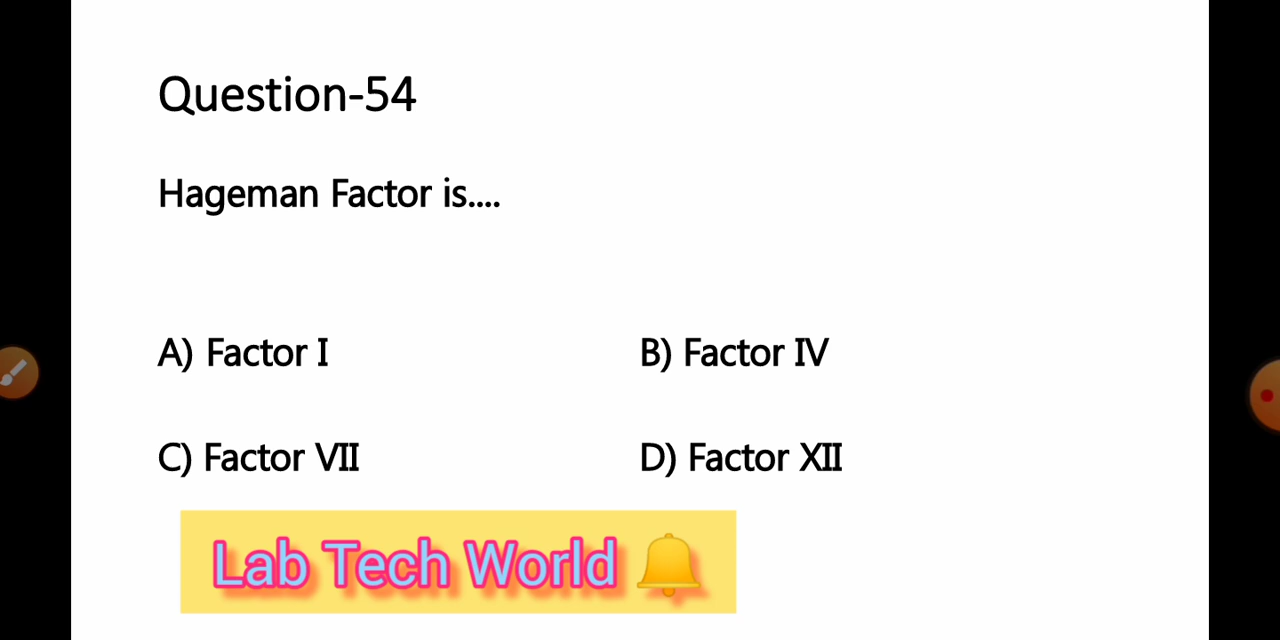 Question-54
Hageman Factor is....
A) Factor I
B) Factor IV
C) Factor VII
D) Factor XII
Lab Tech World